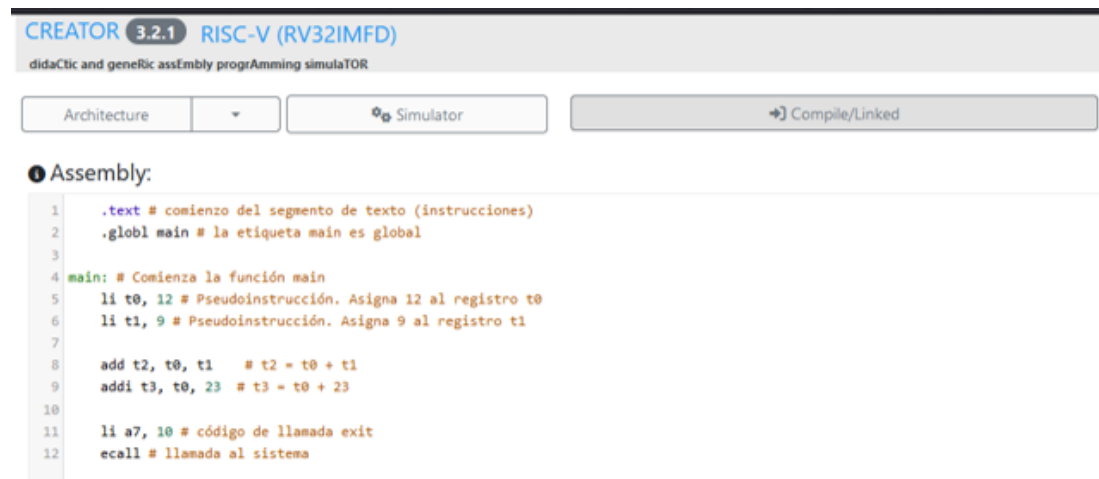 CREATOR 3.2.1 RISC-V (RV32IMFD)
didaCtic and geneRic assEmbly progrAmming simulaTOR
Architecture Simulator Compile/Linked
Assembly:
1 .text # comienzo del segmento de texto (instrucciones)
2 .globl main # la etiqueta main es global
3
4 main: # Comienza la función main
5 li t0, 12 # Pseudoinstrucción. Asigna 12 al registro t0
6 li t1, 9 # Pseudoinstrucción. Asigna 9 al registro t1
7
8 add t2, t0, t1 # t2 = t0 + t1
9 addi t3, t0, 23 # t3 = t0 + 23
10
11 li a7, 10 # código de llamada exit
12 ecall # llamada al sistema